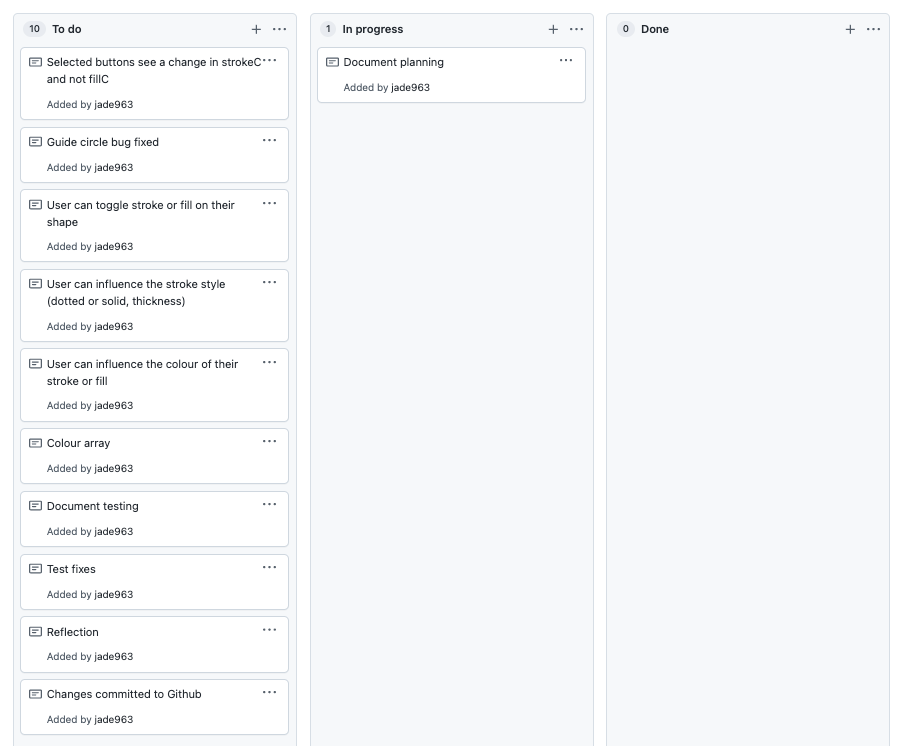 10 To do
Selected buttons see a change in strokeC
and not fillC
Added by jade963
Guide circle bug fixed
Added by jade963
User can toggle stroke or fill on their
shape
Added by jade963
User can influence the stroke style
(dotted or solid, thickness)
Added by jade963
User can influence the colour of their
stroke or fill
Added by jade963
Colour array
Added by jade963
Document testing
Added by jade963
Test fixes
Added by jade963
Reflection
Added by jade963
Changes committed to Github
Added by jade963
1 In progress
Document planning
Added by jade963
0 Done